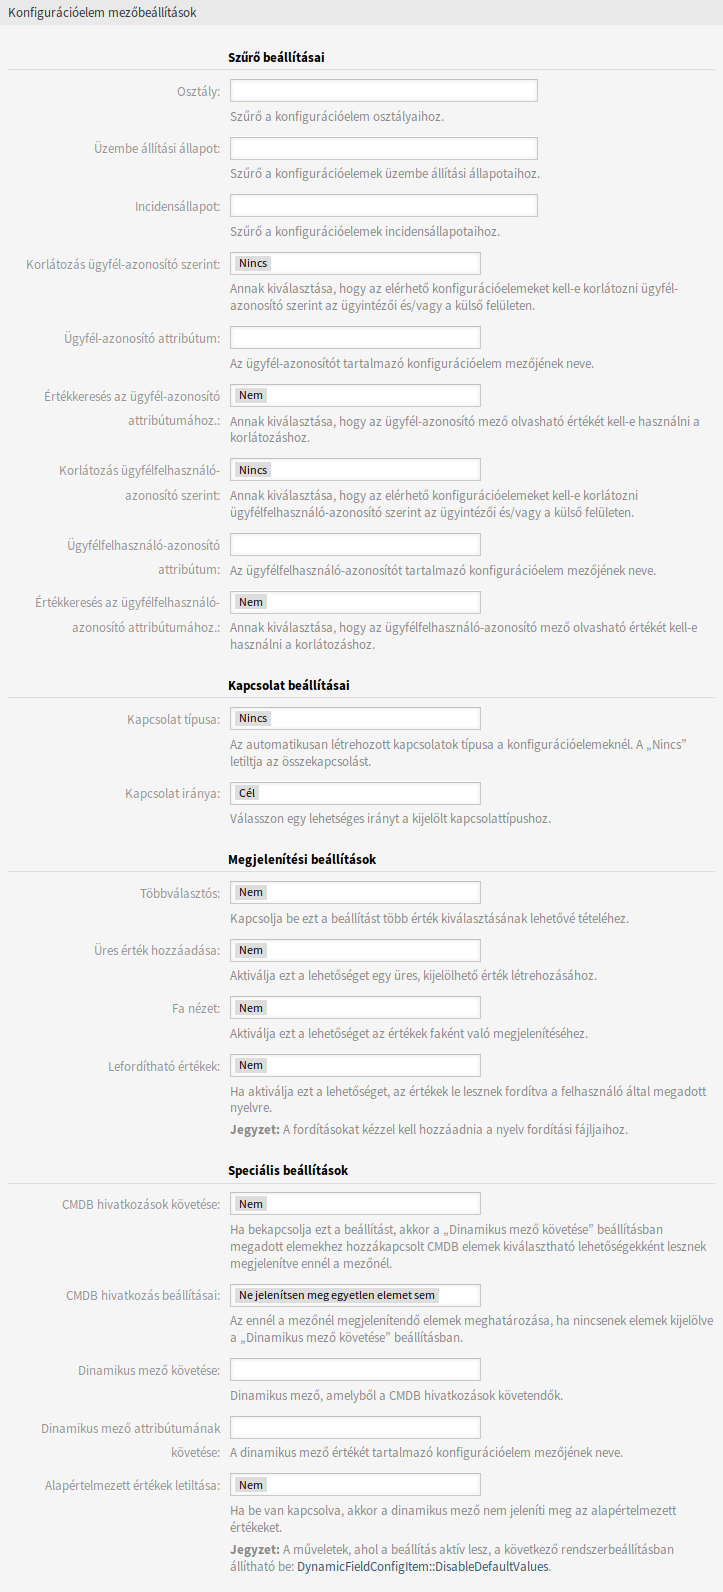 Konfigurációelem mezőbeállítások
Szűrő beállításai
Osztály:
Szűrő a konfigurációelem osztályaihoz.
Üzembe állítási állapot:
Szűrő a konfigurációelemek üzembe állítási állapotaihoz.
Incidensállapot:
Szűrő a konfigurációelemek incidensállapotaihoz.
Korlátozás ügyfél-azonosító szerint: Nincs
Annak kiválasztása, hogy az elérhető konfigurációelemeket kell-e korlátozni ügyfél-
azonosító szerint az ügyintézői és/vagy a külső felületen.
Ügyfél-azonosító attribútum:
Az ügyfél-azonosítót tartalmazó konfigurációelem mezőjének neve.
Értékkeresés az ügyfél-azonosító Nem
attribútumához.: Annak kiválasztása, hogy az ügyfél-azonosító mező olvasható értékét kell-e használni a
korlátozáshoz.
Korlátozás ügyfélfelhasználó- Nincs
azonosító szerint: Annak kiválasztása, hogy az elérhető konfigurációelemeket kell-e korlátozni
ügyfélfelhasználó-azonosító szerint az ügyintézői és/vagy a külső felületen.
Ügyfélfelhasználó-azonosító
attribútum: Az ügyfélfelhasználó-azonosítót tartalmazó konfigurációelem mezőjének neve.
Értékkeresés az ügyfélfelhasználó- Nem
azonosító attribútumához.: Annak kiválasztása, hogy az ügyfélfelhasználó-azonosító mező olvasható értékét kell-e
használni a korlátozáshoz.
Kapcsolat beállításai
Kapcsolat típusa: Nincs
Az automatikusan létrehozott kapcsolatok típusa a konfigurációelemeknél. A „Nincs”
letiltja az összekapcsolást.
Kapcsolat iránya: Cél
Válasszon egy lehetséges irányt a kijelölt kapcsolattípushoz.
Megjelenítési beállítások
Többválasztós: Nem
Kapcsolja be ezt a beállítást több érték kiválasztásának lehetővé tételéhez.
Üres érték hozzáadása: Nem
Aktiválja ezt a lehetőséget egy üres, kijelölhető érték létrehozásához.
Fa nézet: Nem
Aktiválja ezt a lehetőséget az értékek faként való megjelenítéséhez.
Lefordítható értékek: Nem
Ha aktiválja ezt a lehetőséget, az értékek le lesznek fordítva a felhasználó által megadott
nyelvre.
Jegyzet: A fordításokat kézzel kell hozzáadnia a nyelv fordítási fájljaihoz.
Speciális beállítások
CMDB hivatkozások követése: Nem
Ha bekapcsolja ezt a beállítást, akkor a „Dinamikus mező követése” beállításban
megadott elemekhez hozzákapcsolt CMDB elemek kiválasztható lehetőségekként lesznek
megjelenítve ennél a mezőnél.
CMDB hivatkozás beállításai: Ne jelenítsen meg egyetlen elemet sem
Az ennél a mezőnél megjelenítendő elemek meghatározása, ha nincsenek elemek kijelölve
a „Dinamikus mező követése” beállításban.
Dinamikus mező követése:
Dinamikus mező, amelyből a CMDB hivatkozások követendők.
Dinamikus mező attribútumának
követése: A dinamikus mező értékét tartalmazó konfigurációelem mezőjének neve.
Alapértelmezett értékek letiltása: Nem
Ha be van kapcsolva, akkor a dinamikus mező nem jeleníti meg az alapértelmezett
értékeket.
Jegyzet: A műveletek, ahol a beállítás aktív lesz, a következő rendszerbeállításban
állítható be: DynamicFieldConfigItem::DisableDefaultValues.